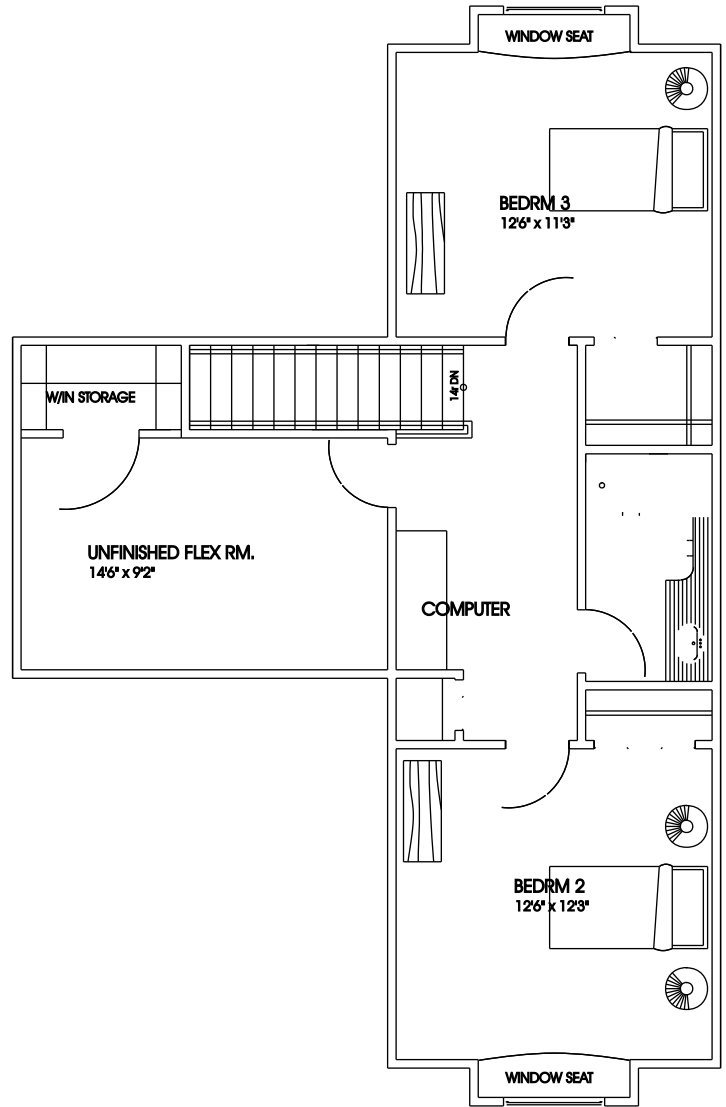 WINDOW SEAT
BEDRM 3
12'6" x 11'3"
14r DN
W/IN STORAGE
UNFINISHED FLEX RM.
14'6" x 9'2"
COMPUTER
BEDRM 2
12'6" x 12'3"
WINDOW SEAT